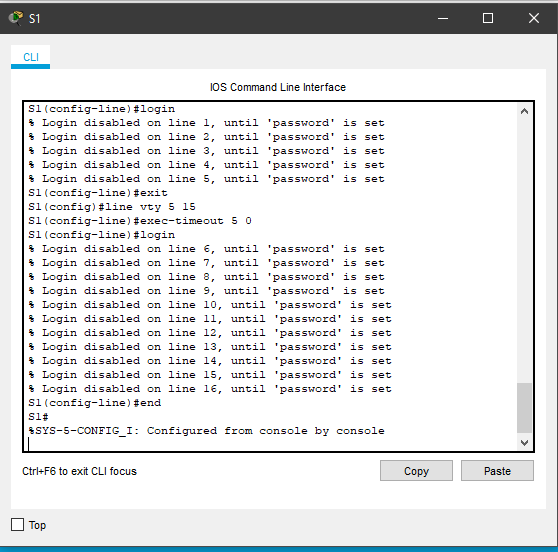 S1
CLI
IOS Command Line Interface
S1(config-line)#login
% Login disabled on line 1, until 'password' is set
% Login disabled on line 2, until 'password' is set
% Login disabled on line 3, until 'password' is set
% Login disabled on line 4, until 'password' is set
% Login disabled on line 5, until 'password' is set
S1(config-line)#exit
S1(config)#line vty 5 15
S1(config-line)#exec-timeout 5 0
S1(config-line)#login
% Login disabled on line 6, until 'password' is set
% Login disabled on line 7, until 'password' is set
% Login disabled on line 8, until 'password' is set
% Login disabled on line 9, until 'password' is set
% Login disabled on line 10, until 'password' is set
% Login disabled on line 11, until 'password' is set
% Login disabled on line 12, until 'password' is set
% Login disabled on line 13, until 'password' is set
% Login disabled on line 14, until 'password' is set
% Login disabled on line 15, until 'password' is set
% Login disabled on line 16, until 'password' is set
S1(config-line)#end
S1#
%SYS-5-CONFIG_I: Configured from console by console
Ctrl+F6 to exit CLI focus
Copy
Paste
Top